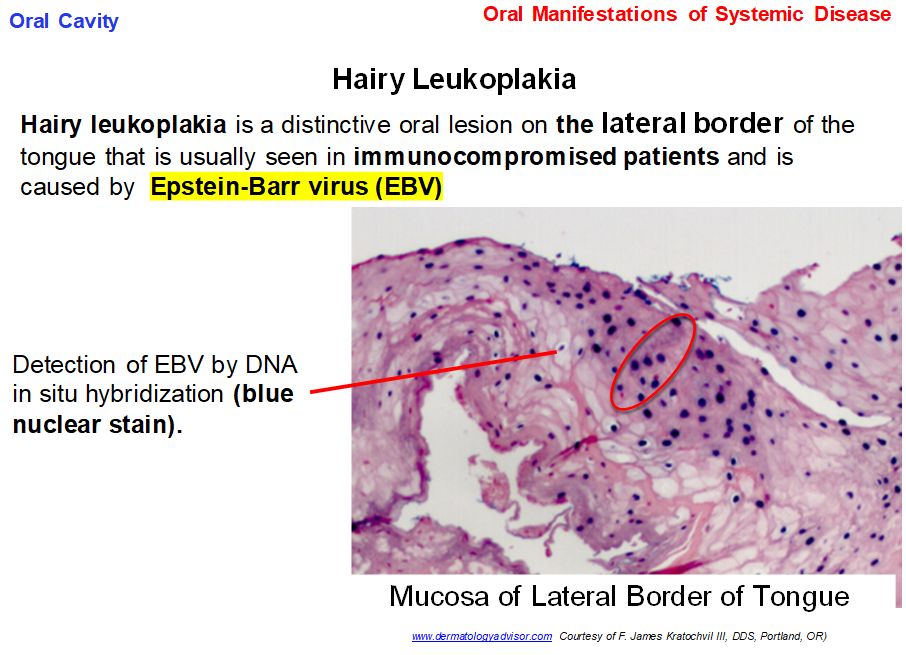 Oral Cavity
Oral Manifestations of Systemic Disease
Hairy Leukoplakia
Hairy leukoplakia is a distinctive oral lesion on the lateral border of the
tongue that is usually seen in immunocompromised patients and is
caused by Epstein-Barr virus (EBV)
Detection of EBV by DNA
in situ hybridization (blue
nuclear stain).
Mucosa of Lateral Border of Tongue
www.dermatologyadvisor.com Courtesy of F. James Kratochvil III, DDS, Portland, OR)